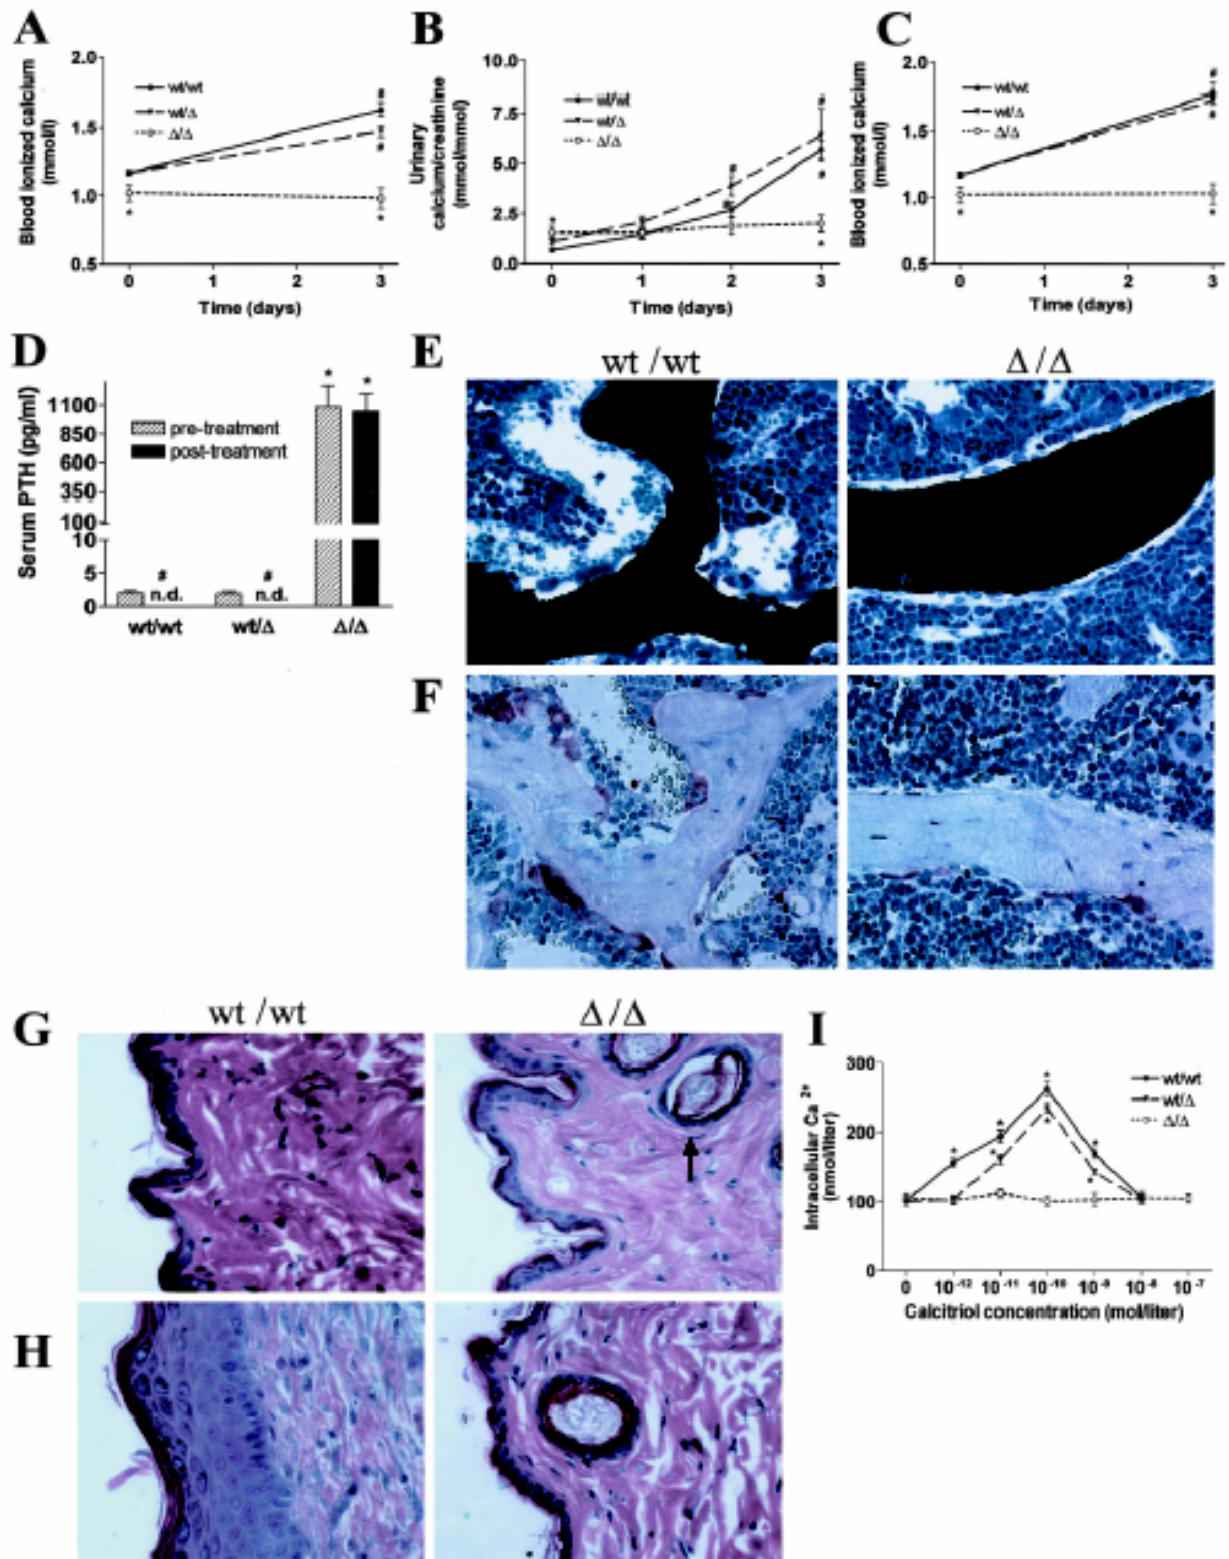 A
Blood ionized calcium
(mmol/l)
2.0
1.5
1.0
0.5
wt/wt
wt/Δ
Δ/Δ
#
#
*
*
0 1 2 3
Time (days)
B
Urinary
calcium/creatinine
(mmol/mmol)
10.0
7.5
5.0
2.5
0.0
wt/wt
wt/Δ
Δ/Δ
#
#
#
#
*
*
0 1 2 3
Time (days)
C
Blood ionized calcium
(mmol/l)
2.0
1.5
1.0
0.5
wt/wt
wt/Δ
Δ/Δ
#
#
*
*
0 1 2 3
Time (days)
D
Serum PTH (pg/ml)
1100
850
600
350
100
10
5
0
pre-treatment
post-treatment
* *
# #
n.d. n.d.
wt/wt wt/Δ Δ/Δ
E
wt /wt Δ/Δ
F
G
wt /wt Δ/Δ
H
I
Intracellular Ca 2+
(nmol/liter)
300
200
100
0
wt/wt
wt/Δ
Δ/Δ
* * * *
* * *
0 10-12 10-11 10-10 10-9 10-8 10-7
Calcitriol concentration (mol/liter)